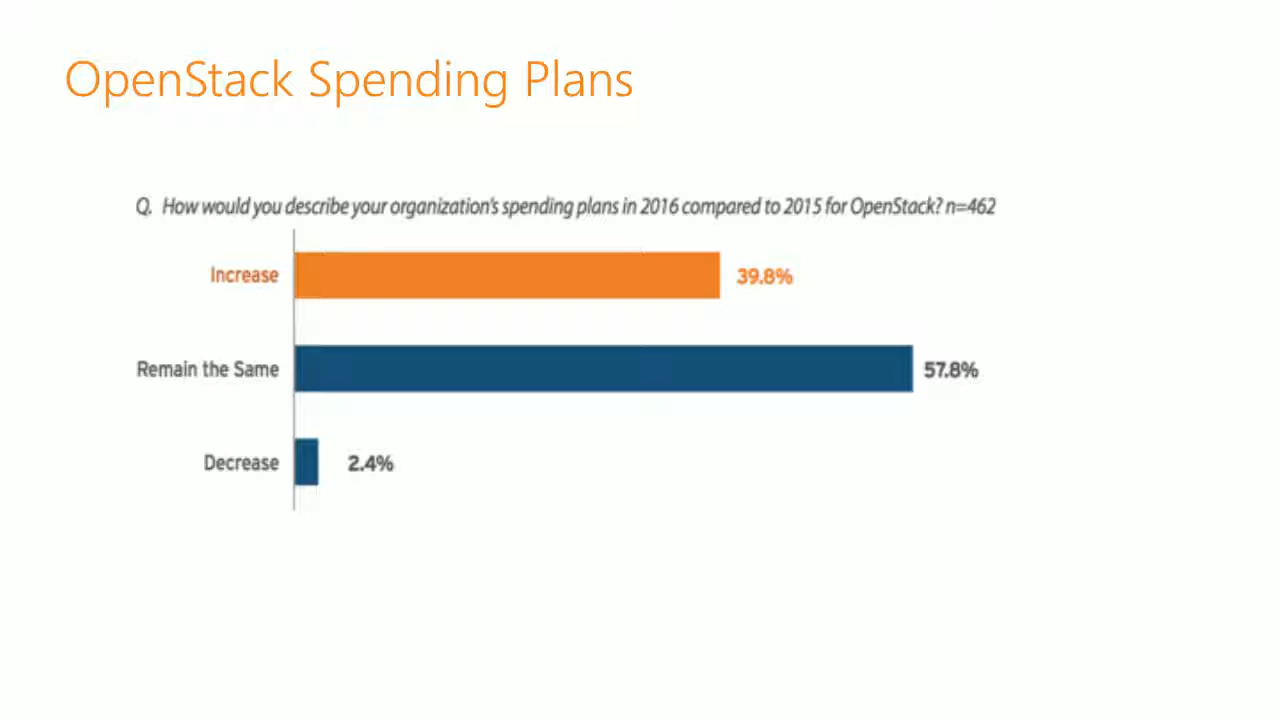 OpenStack Spending Plans
Q. How would you describe your organization's spending plans in 2016 compared to 2015 for OpenStack? n=462
Increase 39.8%
Remain the Same 57.8%
Decrease 2.4%